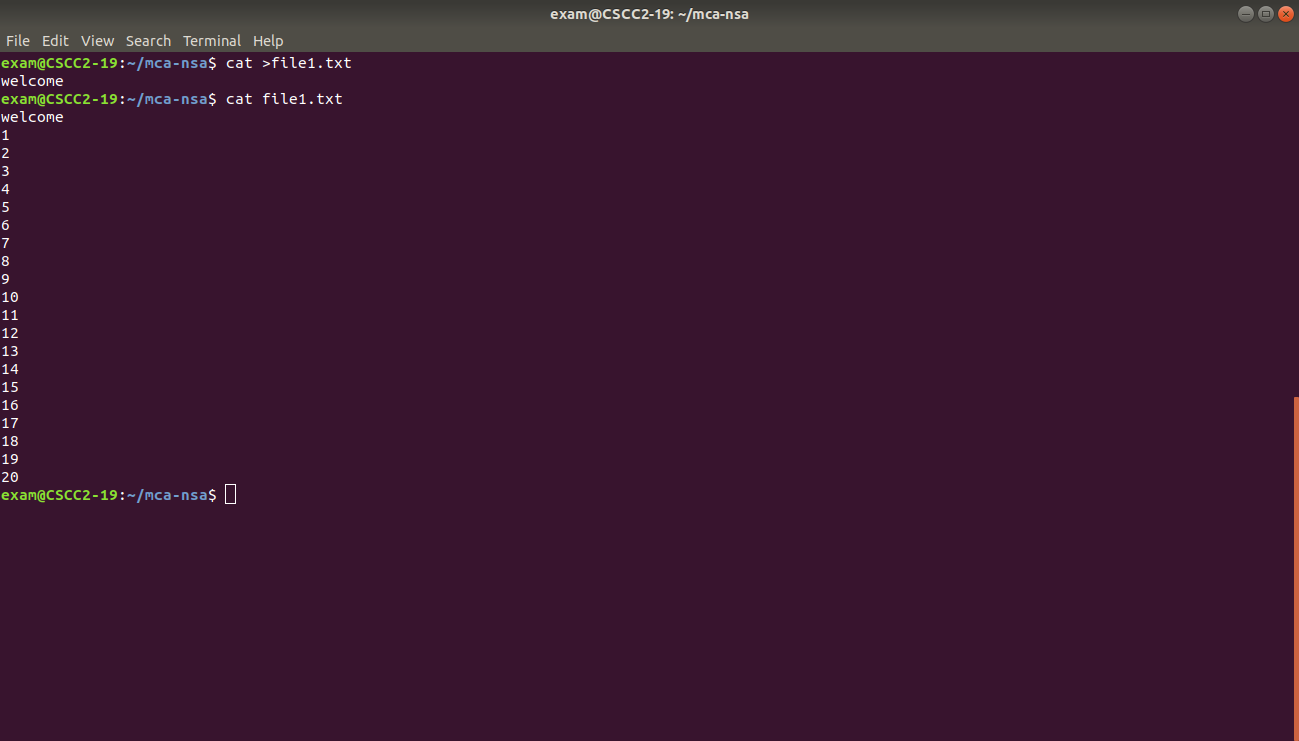 exam@CSCC2-19: ~/mca-nsa
File Edit View Search Terminal Help
exam@CSCC2-19:~/mca-nsa$ cat >file1.txt
welcome
exam@CSCC2-19:~/mca-nsa$ cat file1.txt
welcome
1
2
3
4
5
6
7
8
9
10
11
12
13
14
15
16
17
18
19
20
exam@CSCC2-19:~/mca-nsa$